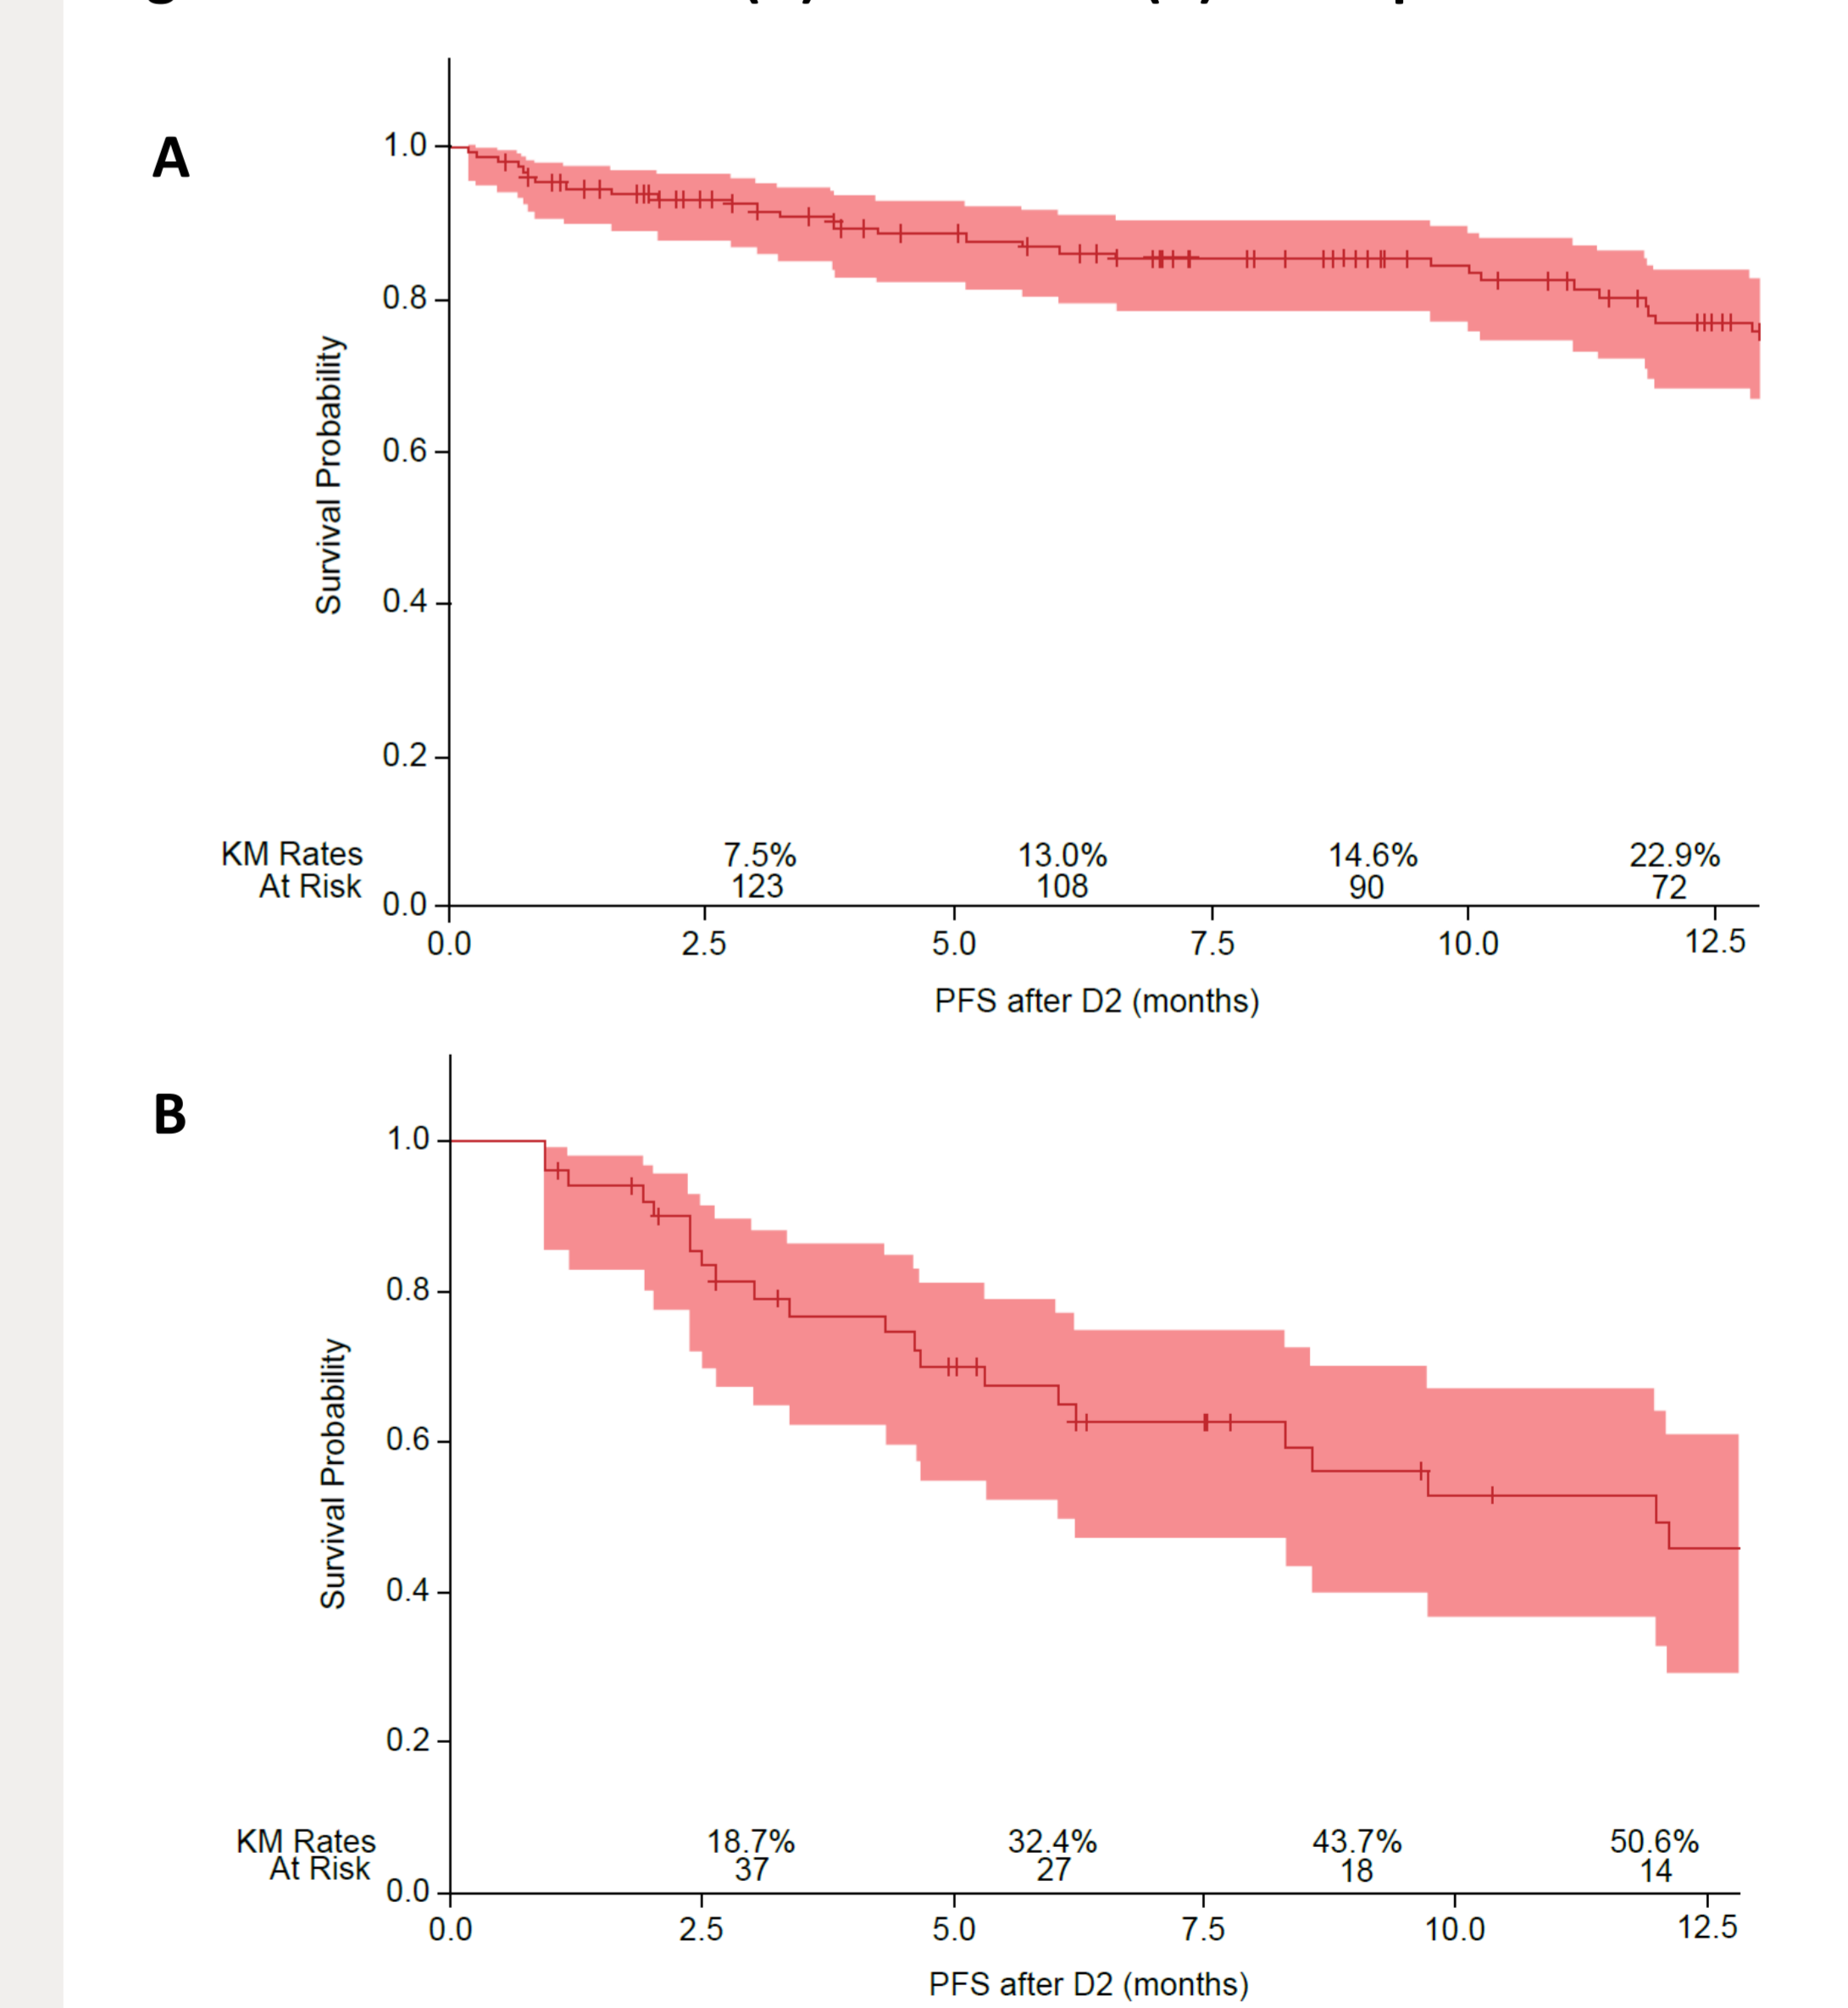 A
Survival Probability
1.0
0.8
0.6
0.4
0.2
0.0
KM Rates 7.5% 13.0% 14.6% 22.9%
At Risk 123 108 90 72
0.0 2.5 5.0 7.5 10.0 12.5
PFS after D2 (months)
B
Survival Probability
1.0
0.8
0.6
0.4
0.2
0.0
KM Rates 18.7% 32.4% 43.7% 50.6%
At Risk 37 27 18 14
0.0 2.5 5.0 7.5 10.0 12.5
PFS after D2 (months)